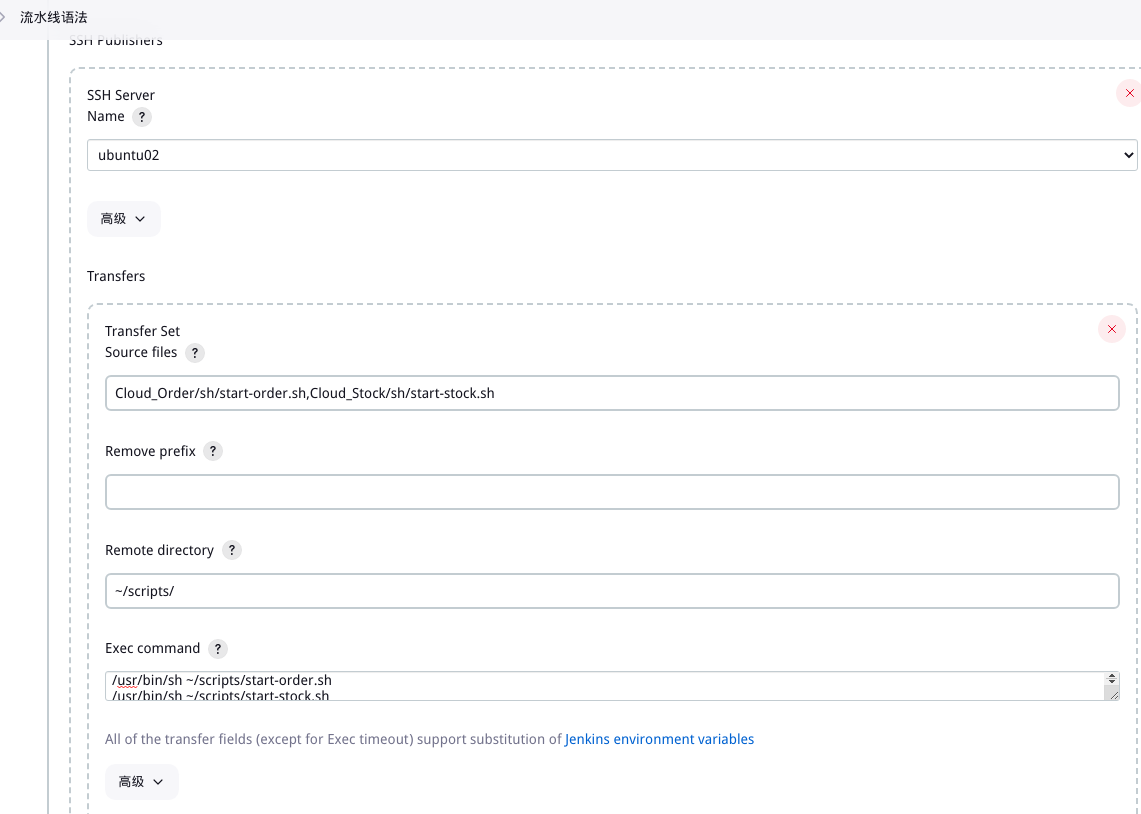 流水线语法
SSH Publishers
SSH Server
Name ?
ubuntu02
高级
Transfers
Transfer Set
Source files ?
Cloud_Order/sh/start-order.sh,Cloud_Stock/sh/start-stock.sh
Remove prefix ?
Remote directory ?
~/scripts/
Exec command ?
/usr/bin/sh ~/scripts/start-order.sh
/usr/bin/sh ~/scripts/start-stock.sh
All of the transfer fields (except for Exec timeout) support substitution of Jenkins environment variables
高级